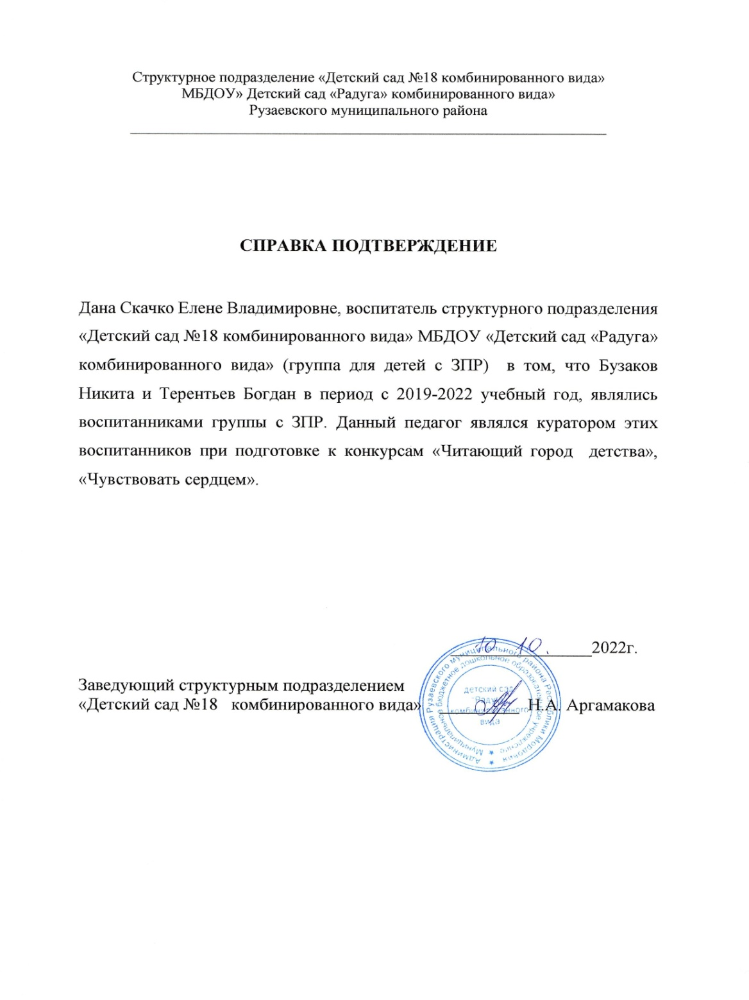 Структурное подразделение «Детский сад №18 комбинированного вида»
МБДОУ» Детский сад «Радуга» комбинированного вида»
Рузаевского муниципального района
СПРАВКА ПОДТВЕРЖДЕНИЕ
Дана Скачко Елене Владимировне, воспитатель структурного подразделения
«Детский сад №18 комбинированного вида» МБДОУ «Детский сад «Радуга»
комбинированного вида» (группа для детей с ЗПР) в том, что Бузаков
Никита и Терентьев Богдан в период с 2019-2022 учебный год, являлись
воспитанниками группы с ЗПР. Данный педагог являлся куратором этих
воспитанников при подготовке к конкурсам «Читающий город детства»,
«Чувствовать сердцем».
10 10. 2022г.
Заведующий структурным подразделением
«Детский сад №18 комбинированного вида» Н.А. Аргамакова
Администрация Рузаевского муниципального района Республики Мордовия
Муниципальное бюджетное дошкольное образовательное учреждение
детский сад
"Радуга"
комбинированного
вида